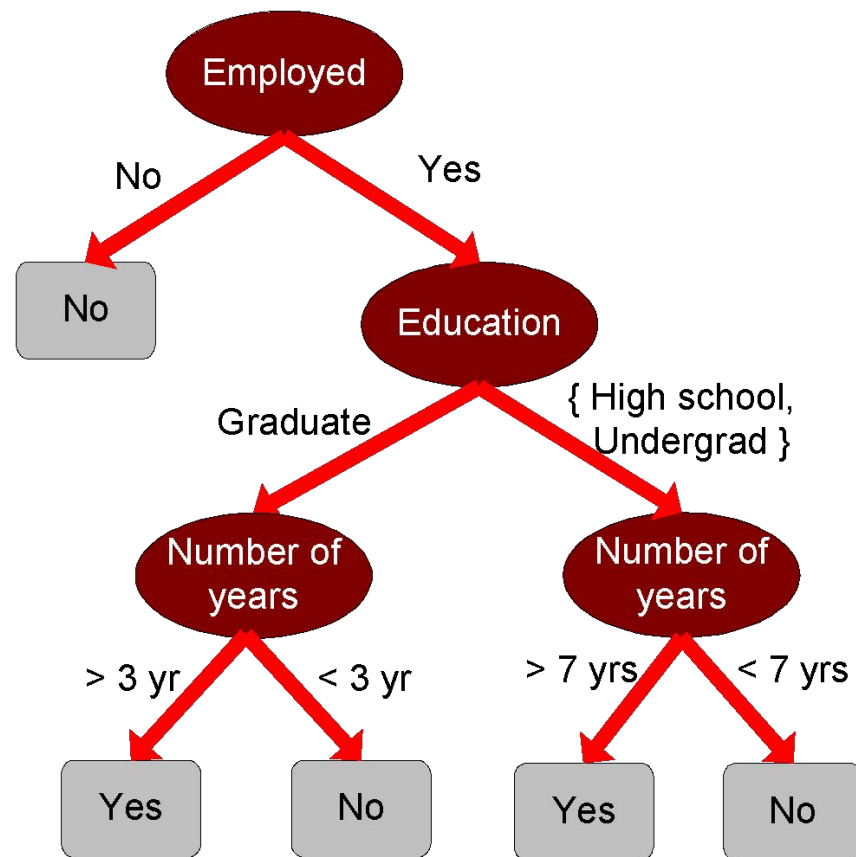 Employed
No
Yes
No
Education
Graduate
{ High school,
Undergrad }
Number of
years
Number of
years
> 3 yr
< 3 yr
> 7 yrs
< 7 yrs
Yes
No
Yes
No